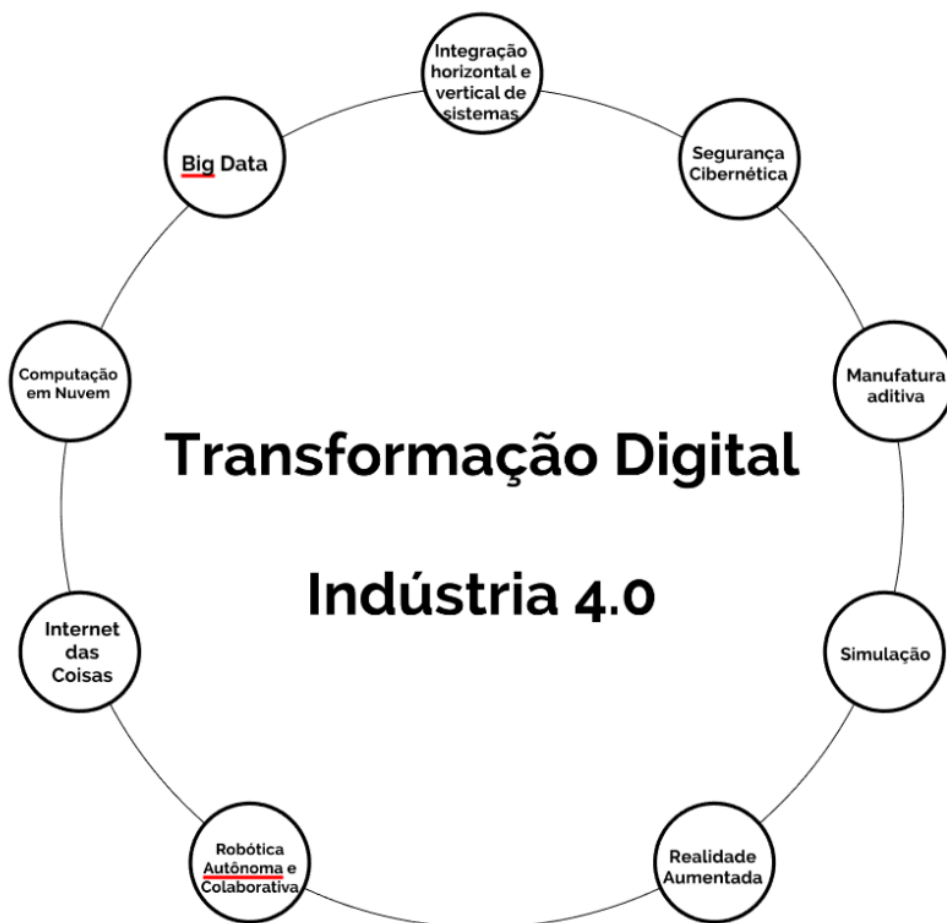 Integração
horizontal e
vertical de
sistemas
Big Data
Segurança
Cibernética
Computação
em Nuvem
Manufatura
aditiva
Transformação Digital
Indústria 4.0
Internet
das
Coisas
Simulação
Robótica
Autônoma e
Colaborativa
Realidade
Aumentada